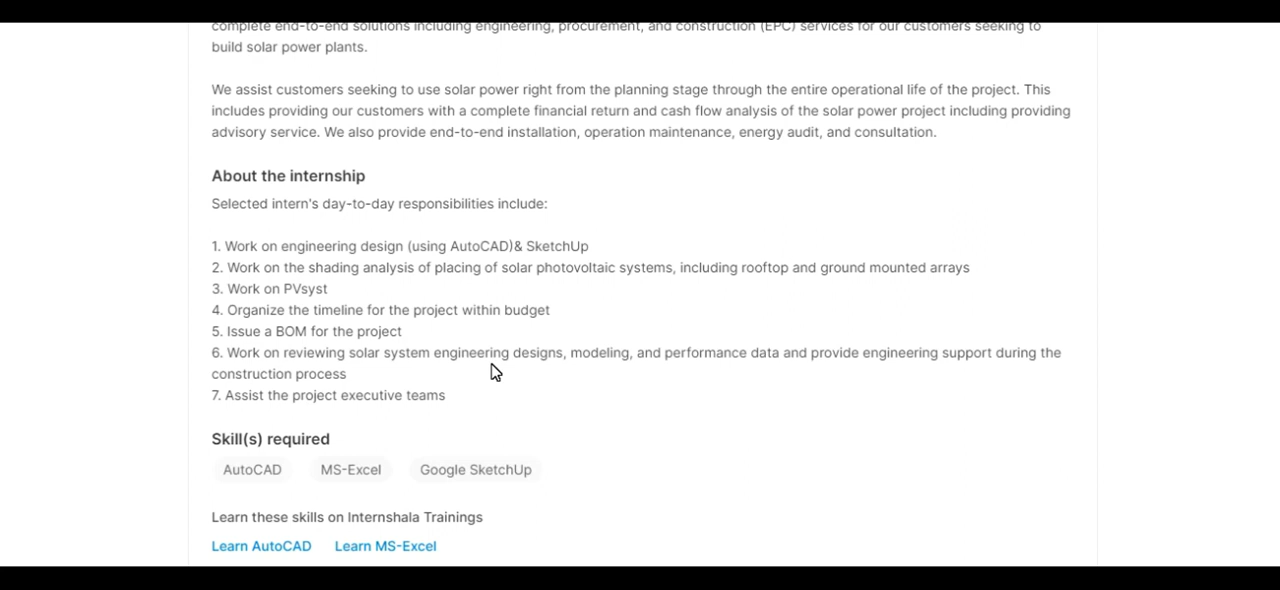 complete end-to-end solutions including engineering, procurement, and construction (EPC) services for our customers seeking to
build solar power plants.
We assist customers seeking to use solar power right from the planning stage through the entire operational life of the project. This
includes providing our customers with a complete financial return and cash flow analysis of the solar power project including providing
advisory service. We also provide end-to-end installation, operation maintenance, energy audit, and consultation.
About the internship
Selected intern's day-to-day responsibilities include:
1. Work on engineering design (using AutoCAD)& SketchUp
2. Work on the shading analysis of placing of solar photovoltaic systems, including rooftop and ground mounted arrays
3. Work on PVsyst
4. Organize the timeline for the project within budget
5. Issue a BOM for the project
6. Work on reviewing solar system engineering designs, modeling, and performance data and provide engineering support during the
construction process
7. Assist the project executive teams
Skill(s) required
AutoCAD MS-Excel Google SketchUp
Learn these skills on Internshala Trainings
Learn AutoCAD Learn MS-Excel